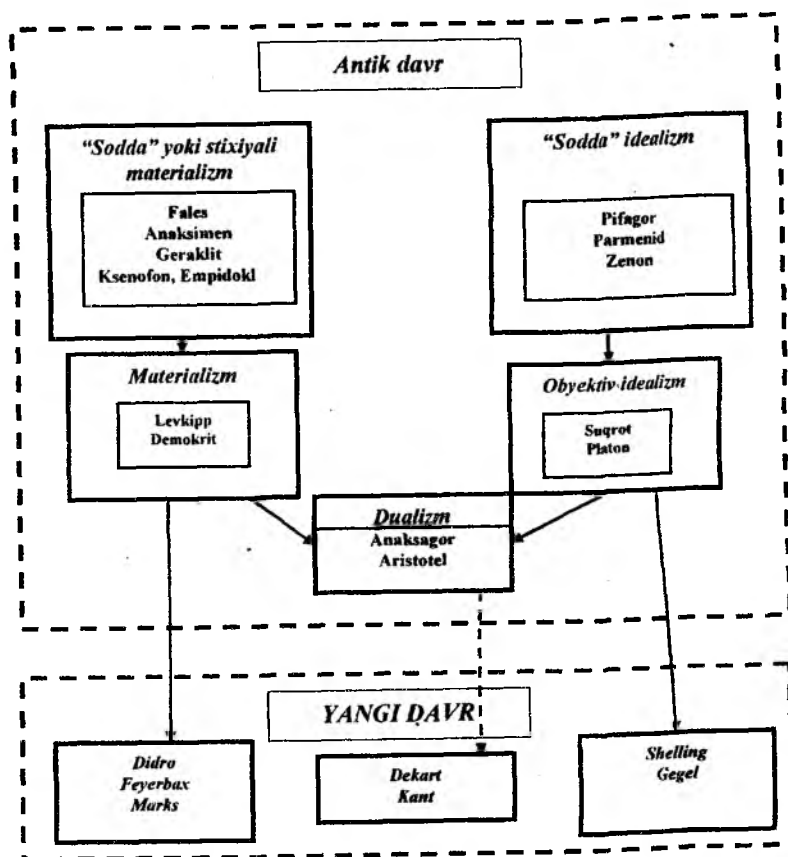 Antik davr
“Sodda” yoki stixiyali
materializm
Fales
Anaksimen
Geraklit
Ksenofon, Empidokl
“Sodda” idealizm
Pifagor
Parmenid
Zenon
Materializm
Levkipp
Demokrit
Obyektiv idealizm
Suqrot
Platon
Dualizm
Anaksagor
Aristotel
YANGI DAVR
Didro
Feyerbax
Marks
Dekart
Kant
Shelling
Gegel